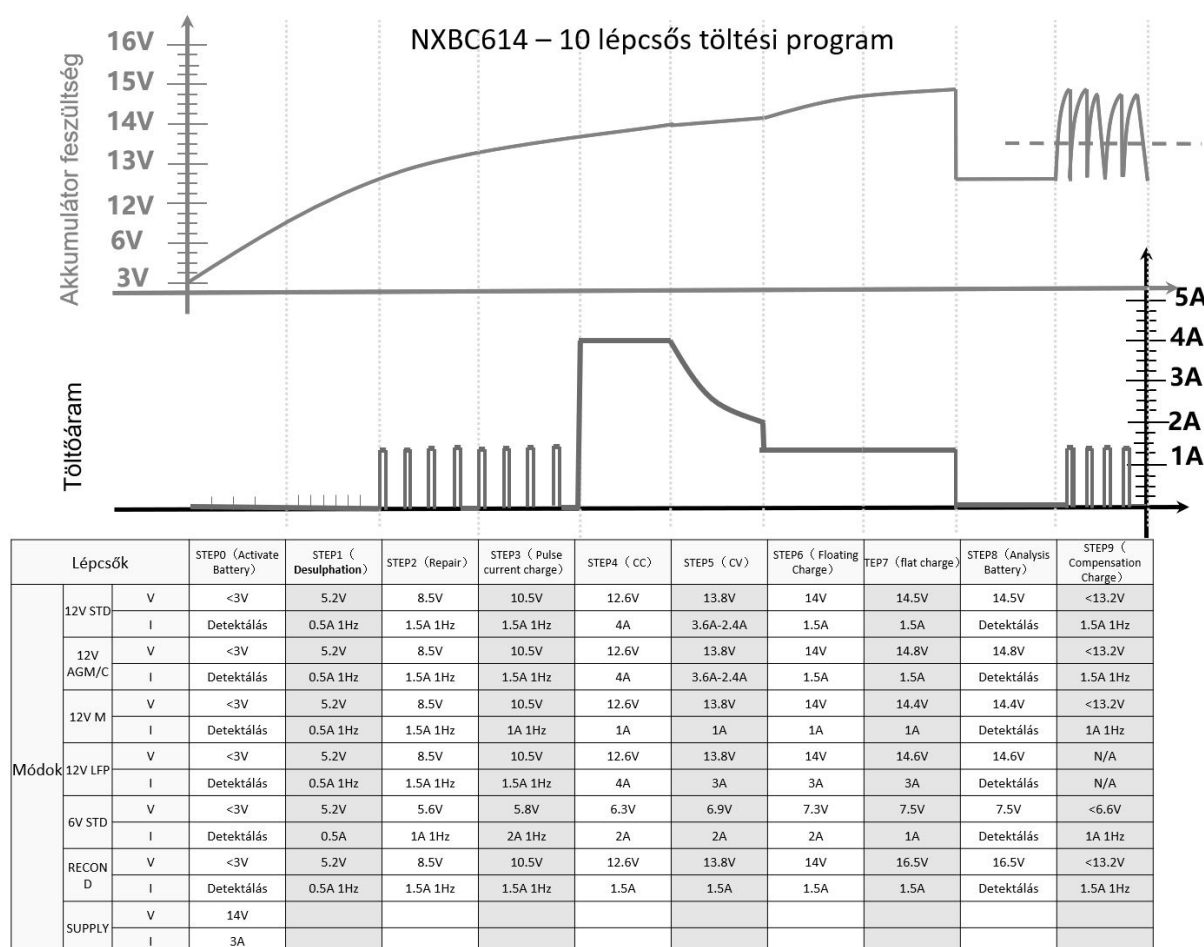 NXBC614 – 10 lépcsős töltési program
Akkumulátor feszültség
16V
15V
14V
13V
12V
6V
3V
Töltőáram
5A
4A
3A
2A
1A
Lépcsők STEP0（Activate Battery） STEP1（Desulphation） STEP2（Repair） STEP3（Pulse current charge） STEP4（CC） STEP5（CV） STEP6（Floating Charge） TEP7（flat charge） STEP8（Analysis Battery） STEP9（Compensation Charge）
Módok
12V STD V <3V 5.2V 8.5V 10.5V 12.6V 13.8V 14V 14.5V 14.5V <13.2V
I Detektálás 0.5A 1Hz 1.5A 1Hz 1.5A 1Hz 4A 3.6A-2.4A 1.5A 1.5A Detektálás 1.5A 1Hz
12V AGM/C V <3V 5.2V 8.5V 10.5V 12.6V 13.8V 14V 14.8V 14.8V <13.2V
I Detektálás 0.5A 1Hz 1.5A 1Hz 1.5A 1Hz 4A 3.6A-2.4A 1.5A 1.5A Detektálás 1.5A 1Hz
12V M V <3V 5.2V 8.5V 10.5V 12.6V 13.8V 14V 14.4V 14.4V <13.2V
I Detektálás 0.5A 1Hz 1.5A 1Hz 1A 1Hz 1A 1A 1A 1A Detektálás 1A 1Hz
12V LFP V <3V 5.2V 8.5V 10.5V 12.6V 13.8V 14V 14.6V 14.6V N/A
I Detektálás 0.5A 1Hz 1.5A 1Hz 1.5A 1Hz 4A 3A 3A 3A Detektálás N/A
6V STD V <3V 5.2V 5.6V 5.8V 6.3V 6.9V 7.3V 7.5V 7.5V <6.6V
I Detektálás 0.5A 1A 1Hz 2A 1Hz 2A 2A 2A 1A Detektálás 1A 1Hz
RECON D V <3V 5.2V 8.5V 10.5V 12.6V 13.8V 14V 16.5V 16.5V <13.2V
I Detektálás 0.5A 1Hz 1.5A 1Hz 1.5A 1Hz 1.5A 1.5A 1.5A 1.5A Detektálás 1.5A 1Hz
SUPPLY V 14V
I 3A